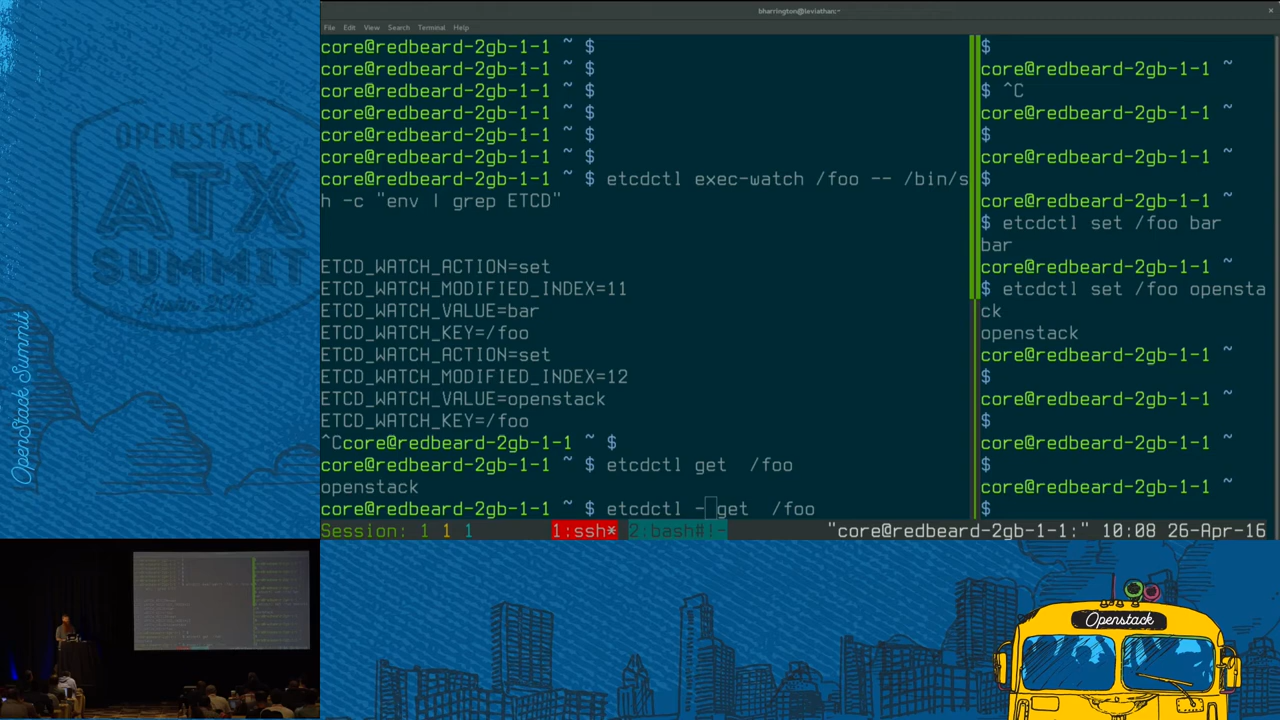 bharrington@leviathan:~
File Edit View Search Terminal Help
core@redbeard-2gb-1-1 ~ $
core@redbeard-2gb-1-1 ~ $
core@redbeard-2gb-1-1 ~ $
core@redbeard-2gb-1-1 ~ $
core@redbeard-2gb-1-1 ~ $
core@redbeard-2gb-1-1 ~ $
core@redbeard-2gb-1-1 ~ $ etcdctl exec-watch /foo -- /bin/s
h -c "env | grep ETCD"
ETCD_WATCH_ACTION=set
ETCD_WATCH_MODIFIED_INDEX=11
ETCD_WATCH_VALUE=bar
ETCD_WATCH_KEY=/foo
ETCD_WATCH_ACTION=set
ETCD_WATCH_MODIFIED_INDEX=12
ETCD_WATCH_VALUE=openstack
ETCD_WATCH_KEY=/foo
^Ccore@redbeard-2gb-1-1 ~ $
core@redbeard-2gb-1-1 ~ $ etcdctl get  /foo
openstack
core@redbeard-2gb-1-1 ~ $ etcdctl - get  /foo
$
core@redbeard-2gb-1-1 ~
$ ^C
core@redbeard-2gb-1-1 ~
$
core@redbeard-2gb-1-1 ~
$
core@redbeard-2gb-1-1 ~
$ etcdctl set /foo bar
bar
core@redbeard-2gb-1-1 ~
$ etcdctl set /foo opensta
ck
openstack
core@redbeard-2gb-1-1 ~
$
core@redbeard-2gb-1-1 ~
$
core@redbeard-2gb-1-1 ~
$
core@redbeard-2gb-1-1 ~
$
Session: 1 1 1 1:ssh* 2:bash#!- "core@redbeard-2gb-1-1:" 10:08 26-Apr-16
OPENSTACK
ATX
SUMMIT
Austin 2016
OpenStack Summit
Openstack